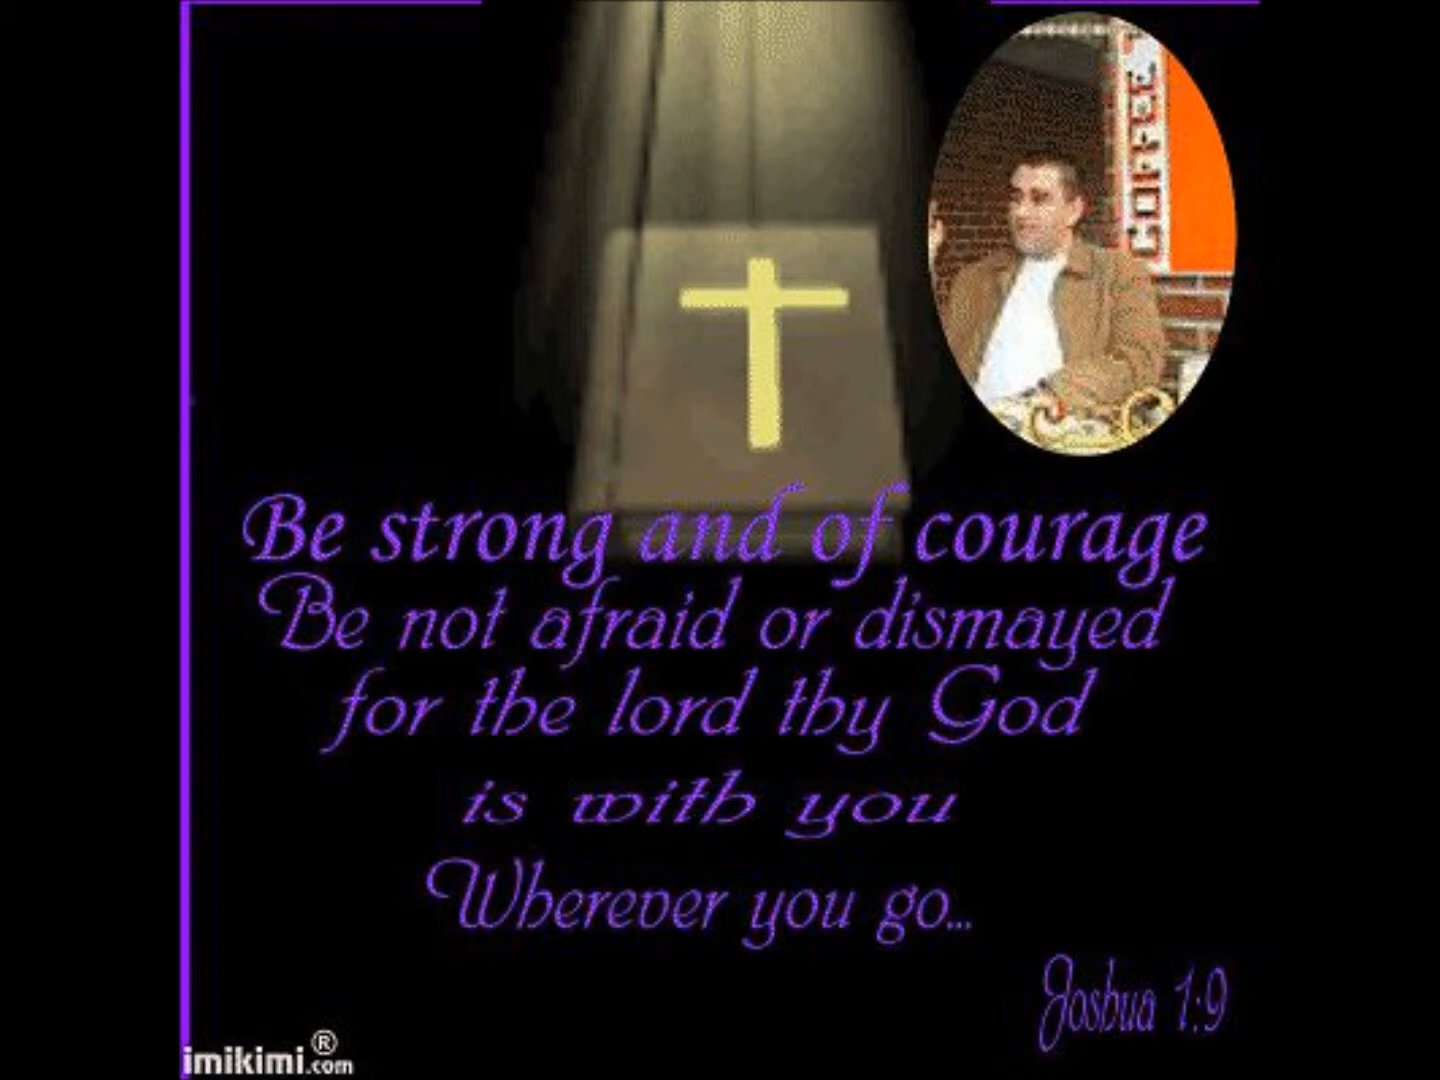 COFFEE
Be strong and of courage
Be not afraid or dismayed
for the lord thy God
is with you
Wherever you go...
Joshua 1:9
imikimi.com®